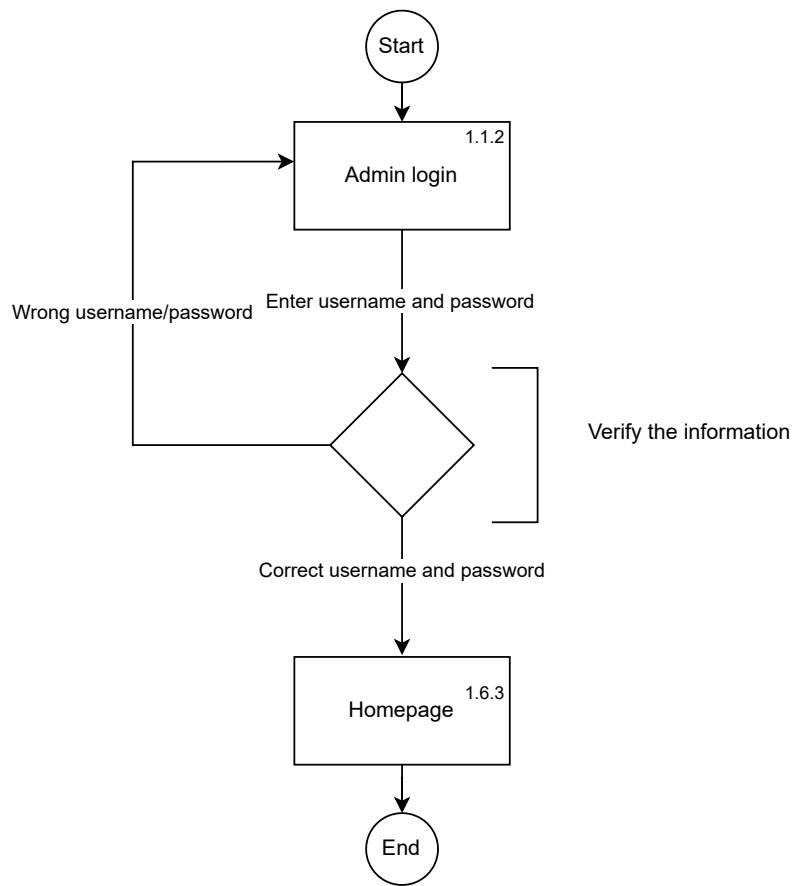 Start
1.1.2
Admin login
Wrong username/password
Enter username and password
Verify the information
Correct username and password
1.6.3
Homepage
End